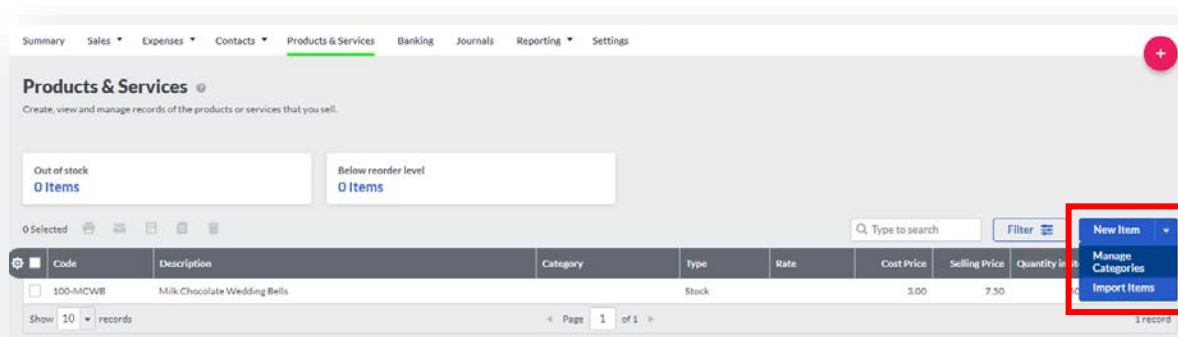 Summary Sales Expenses Contacts Products & Services Banking Journals Reporting Settings
+
Products & Services
Create, view and manage records of the products or services that you sell.
Out of stock Below reorder level
0 Items 0 Items
0 Selected Type to search Filter New Item
Code Description Category Type Rate Cost Price Selling Price Quantity in
Manage
Categories
100-MCWB Milk Chocolate Wedding Bells Stock 3.00 7.50 Import Items
Show 10 records Page 1 of 1 1 record